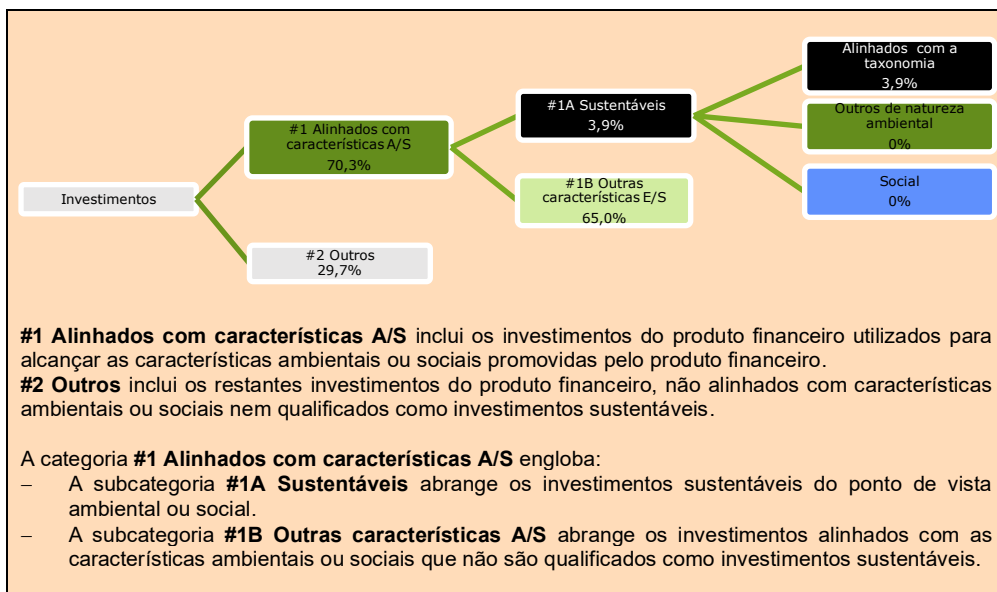 Alinhados com a
taxonomia
3,9%
#1A Sustentáveis
3,9%
Outros de natureza
ambiental
0%
#1 Alinhados com
características A/S
70,3%
Social
0%
#1B Outras
características E/S
65,0%
Investimentos
#2 Outros
29,7%
#1 Alinhados com características A/S inclui os investimentos do produto financeiro utilizados para
alcançar as características ambientais ou sociais promovidas pelo produto financeiro.
#2 Outros inclui os restantes investimentos do produto financeiro, não alinhados com características
ambientais ou sociais nem qualificados como investimentos sustentáveis.
A categoria #1 Alinhados com características A/S engloba:
– A subcategoria #1A Sustentáveis abrange os investimentos sustentáveis do ponto de vista
ambiental ou social.
– A subcategoria #1B Outras características A/S abrange os investimentos alinhados com as
características ambientais ou sociais que não são qualificados como investimentos sustentáveis.